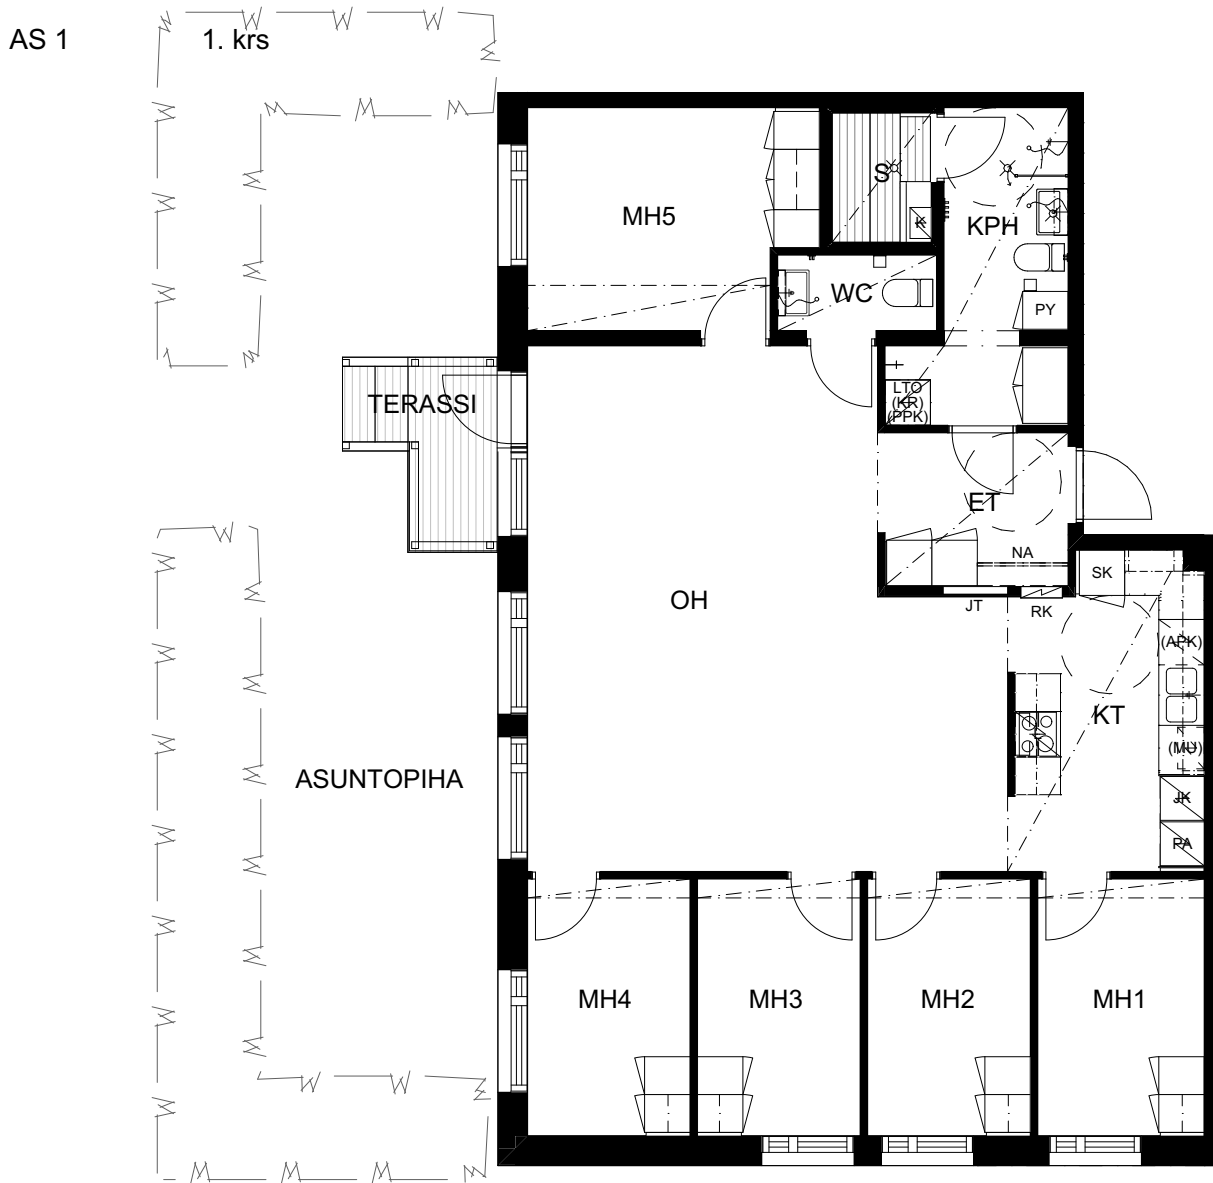 AS 1
1. krs
MH5
S
K
KPH
WC
PY
LTO
(KR)
(PPK)
TERASSI
ET
NA
SK
JT
RK
OH
(APK)
KT
(MU)
ASUNTOPIHA
JK
PA
MH4
MH3
MH2
MH1